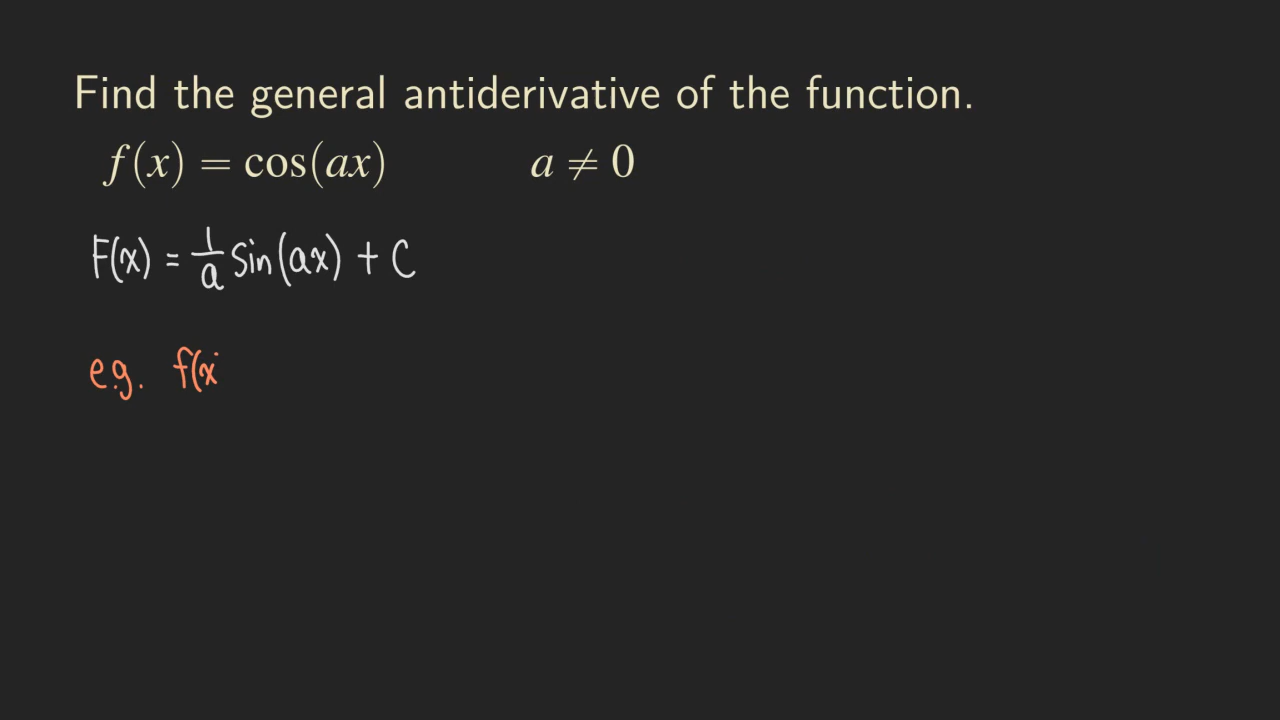 Find the general antiderivative of the function.
f(x) = cos(ax) a ≠ 0
F(x) = 1/a Sin(ax) + C
e.g. f(x